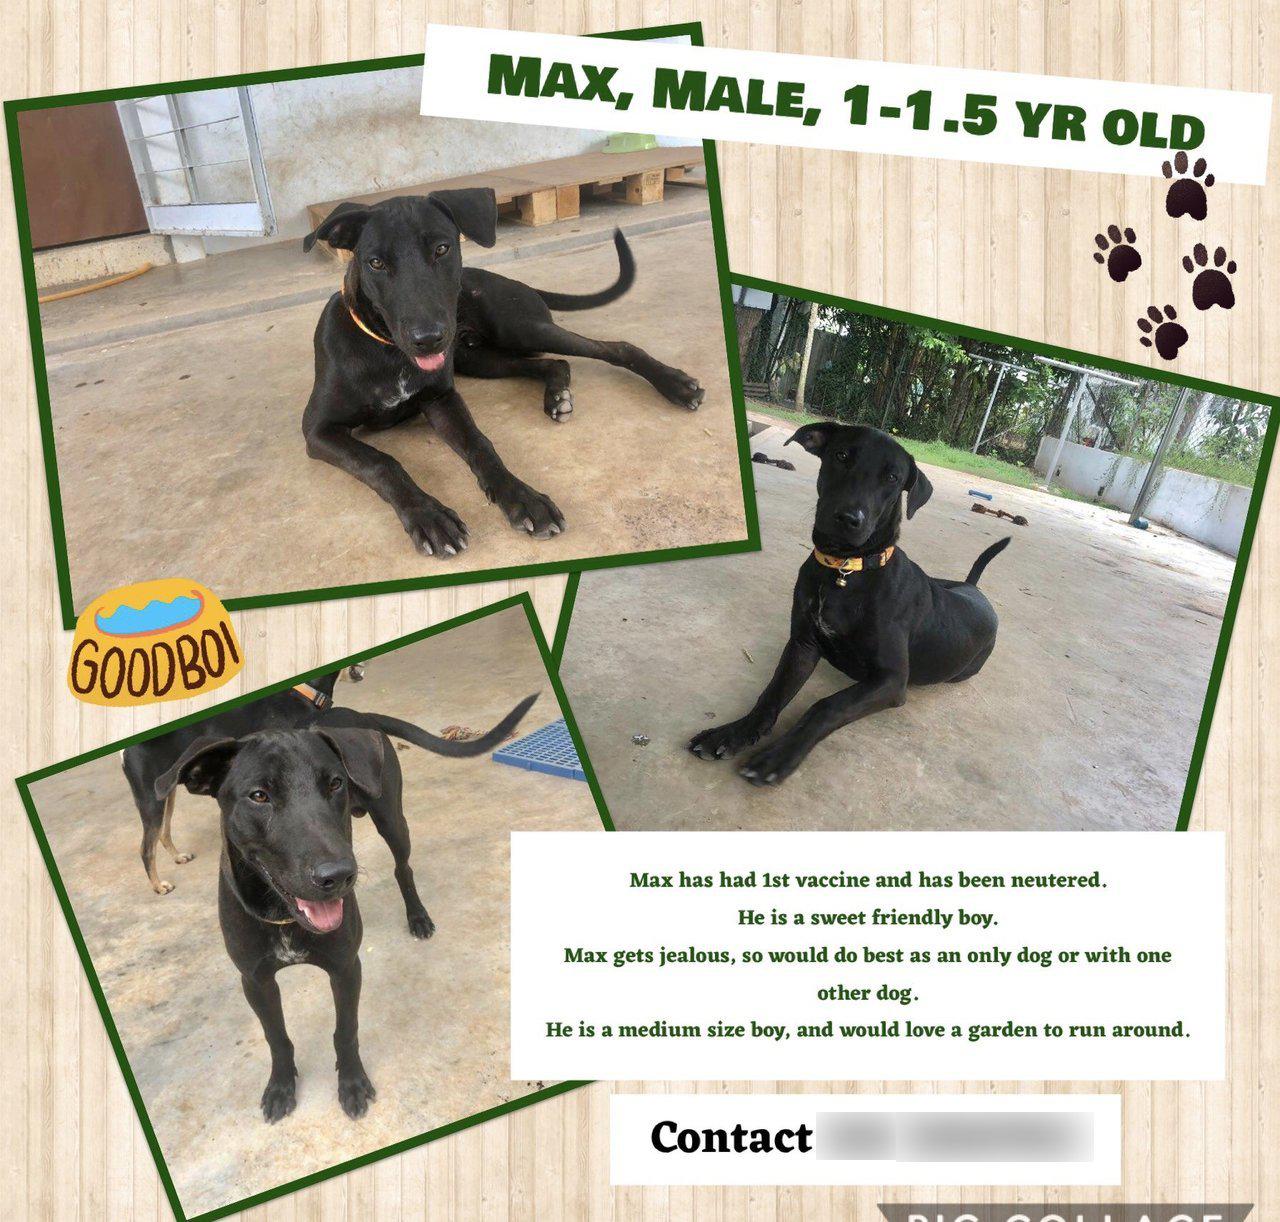 MAX, MALE, 1-1.5 YR OLD
GOODBOI
Max has had 1st vaccine and has been neutered.
He is a sweet friendly boy.
Max gets jealous, so would do best as an only dog or with one
other dog.
He is a medium size boy, and would love a garden to run around.
Contact
PIC COLLAGE